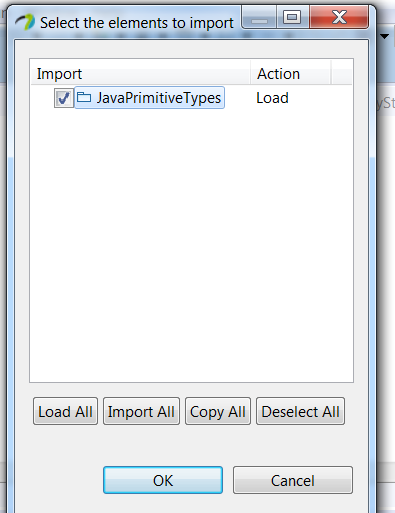 Select the elements to import
Import Action
JavaPrimitiveTypes Load
Load All Import All Copy All Deselect All
OK Cancel